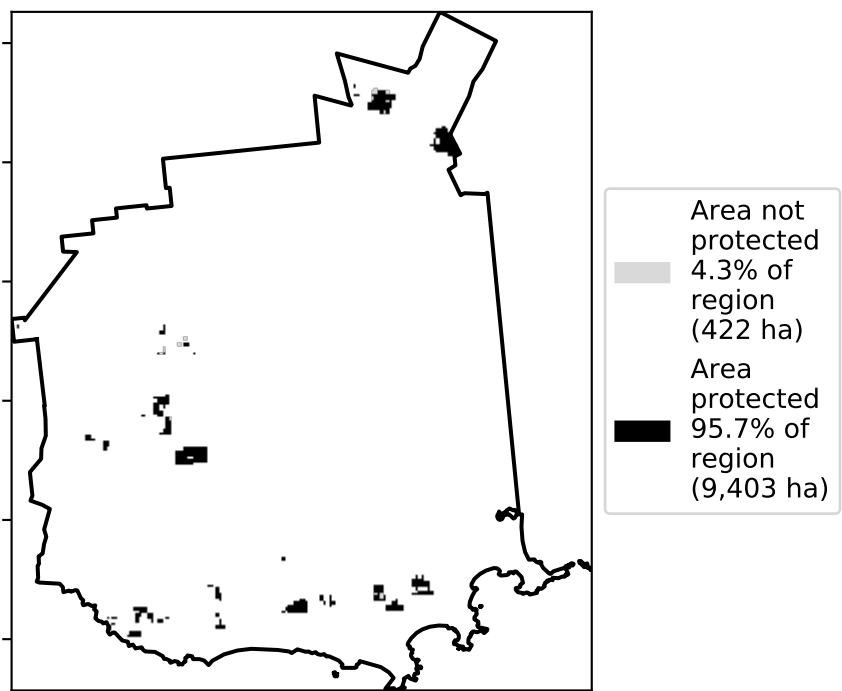 Area not
protected
4.3% of
region
(422 ha)
Area
protected
95.7% of
region
(9,403 ha)